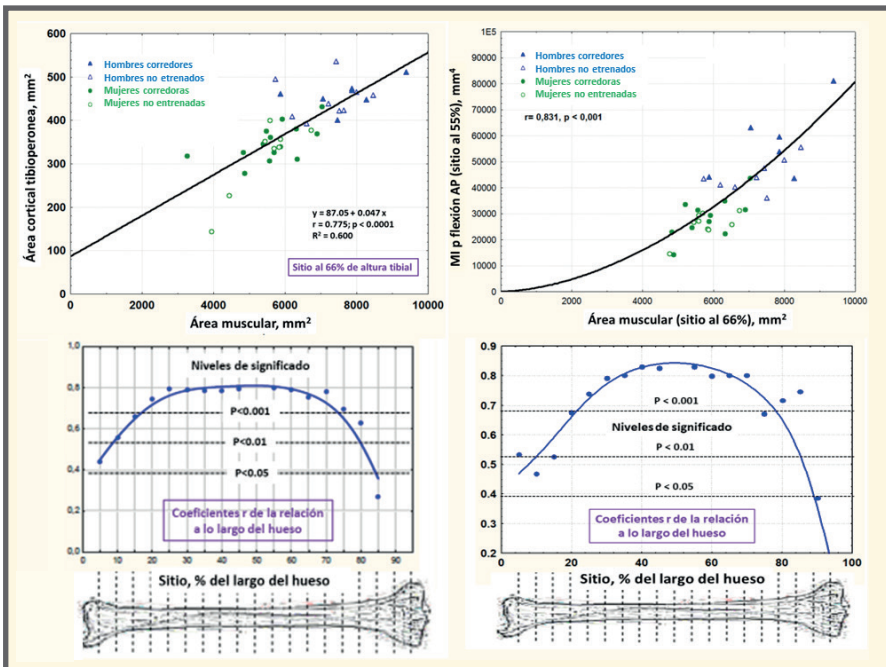 600
500
400
300
200
100
0
Área cortical tibioperonea, mm²
Hombres corredores
Hombres no etrenados
Mujeres corredoras
Mujeres no entrenadas
y = 87.05 + 0.047 x
r = 0.775; p < 0.0001
R² = 0.600
Sitio al 66% de altura tibial
0 2000 4000 6000 8000 10000
Área muscular, mm²
1E5
90000
80000
70000
60000
50000
40000
30000
20000
10000
0
MI p flexión AP (sitio al 55%), mm⁴
Hombres corredores
Hombres no etrenados
Mujeres corredoras
Mujeres no entrenadas
r= 0,831, p < 0,001
0 2000 4000 6000 8000 10000
Área muscular (sitio al 66%), mm²
1,0
0,8
0,6
0,4
0,2
0,0
Niveles de significado
P<0.001
P<0.01
P<0.05
Coeficientes r de la relación
a lo largo del hueso
0 10 20 30 40 50 60 70 80 90
Sitio, % del largo del hueso
0.9
0.8
0.7
0.6
0.5
0.4
0.3
0.2
P < 0.001
Niveles de significado
P < 0.01
P < 0.05
Coeficientes r de la relación
a lo largo del hueso
0 20 40 60 80 100
Sitio, % del largo del hueso